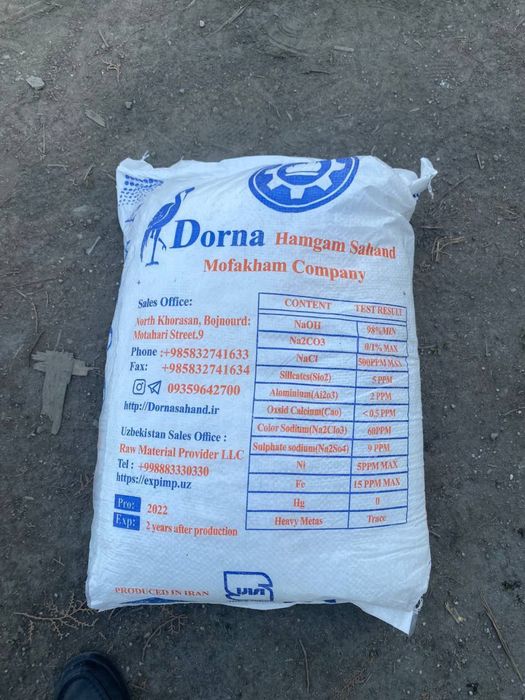 Dorna Hamgam Sahand
Mofakham Company
Sales Office:
North Khorasan, Bojnourd:
Motahari Street,9
Phone :+985832741633
Fax: +985832741634
09359642700
http://Dornasahand.ir
Uzbekistan Sales Office :
Raw Material Provider LLC
Tel : +998883330330
https://expimp.uz
Pro: 2022
Exp: 2 years after production
PRODUCED IN IRAN
CONTENT TEST RESULT
NaOH 98%MIN
Na2CO3 0/1% MAX
NaCl 500PPM MAX
Silicates(Sio2) 5 PPM
Aluminium(Al2o3) 2 PPM
Oxsid Calcium(Cao) < 0.5 PPM
Color Soditum(Na2Clo3) 60PPM
Sulphate sodium(Na2So4) 9 PPM
Ni 5PPM MAX
Fe 15 PPM MAX
Hg 0
Heavy Metas Trace